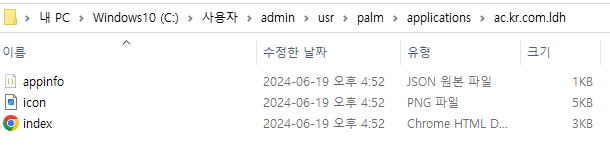 내 PC > Windows10 (C:) > 사용자 > admin > usr > palm > applications > ac.kr.com.ldh
이름 수정한 날짜 유형 크기
appinfo 2024-06-19 오후 4:52 JSON 원본 파일 1KB
icon 2024-06-19 오후 4:52 PNG 파일 5KB
index 2024-06-19 오후 4:52 Chrome HTML D... 3KB